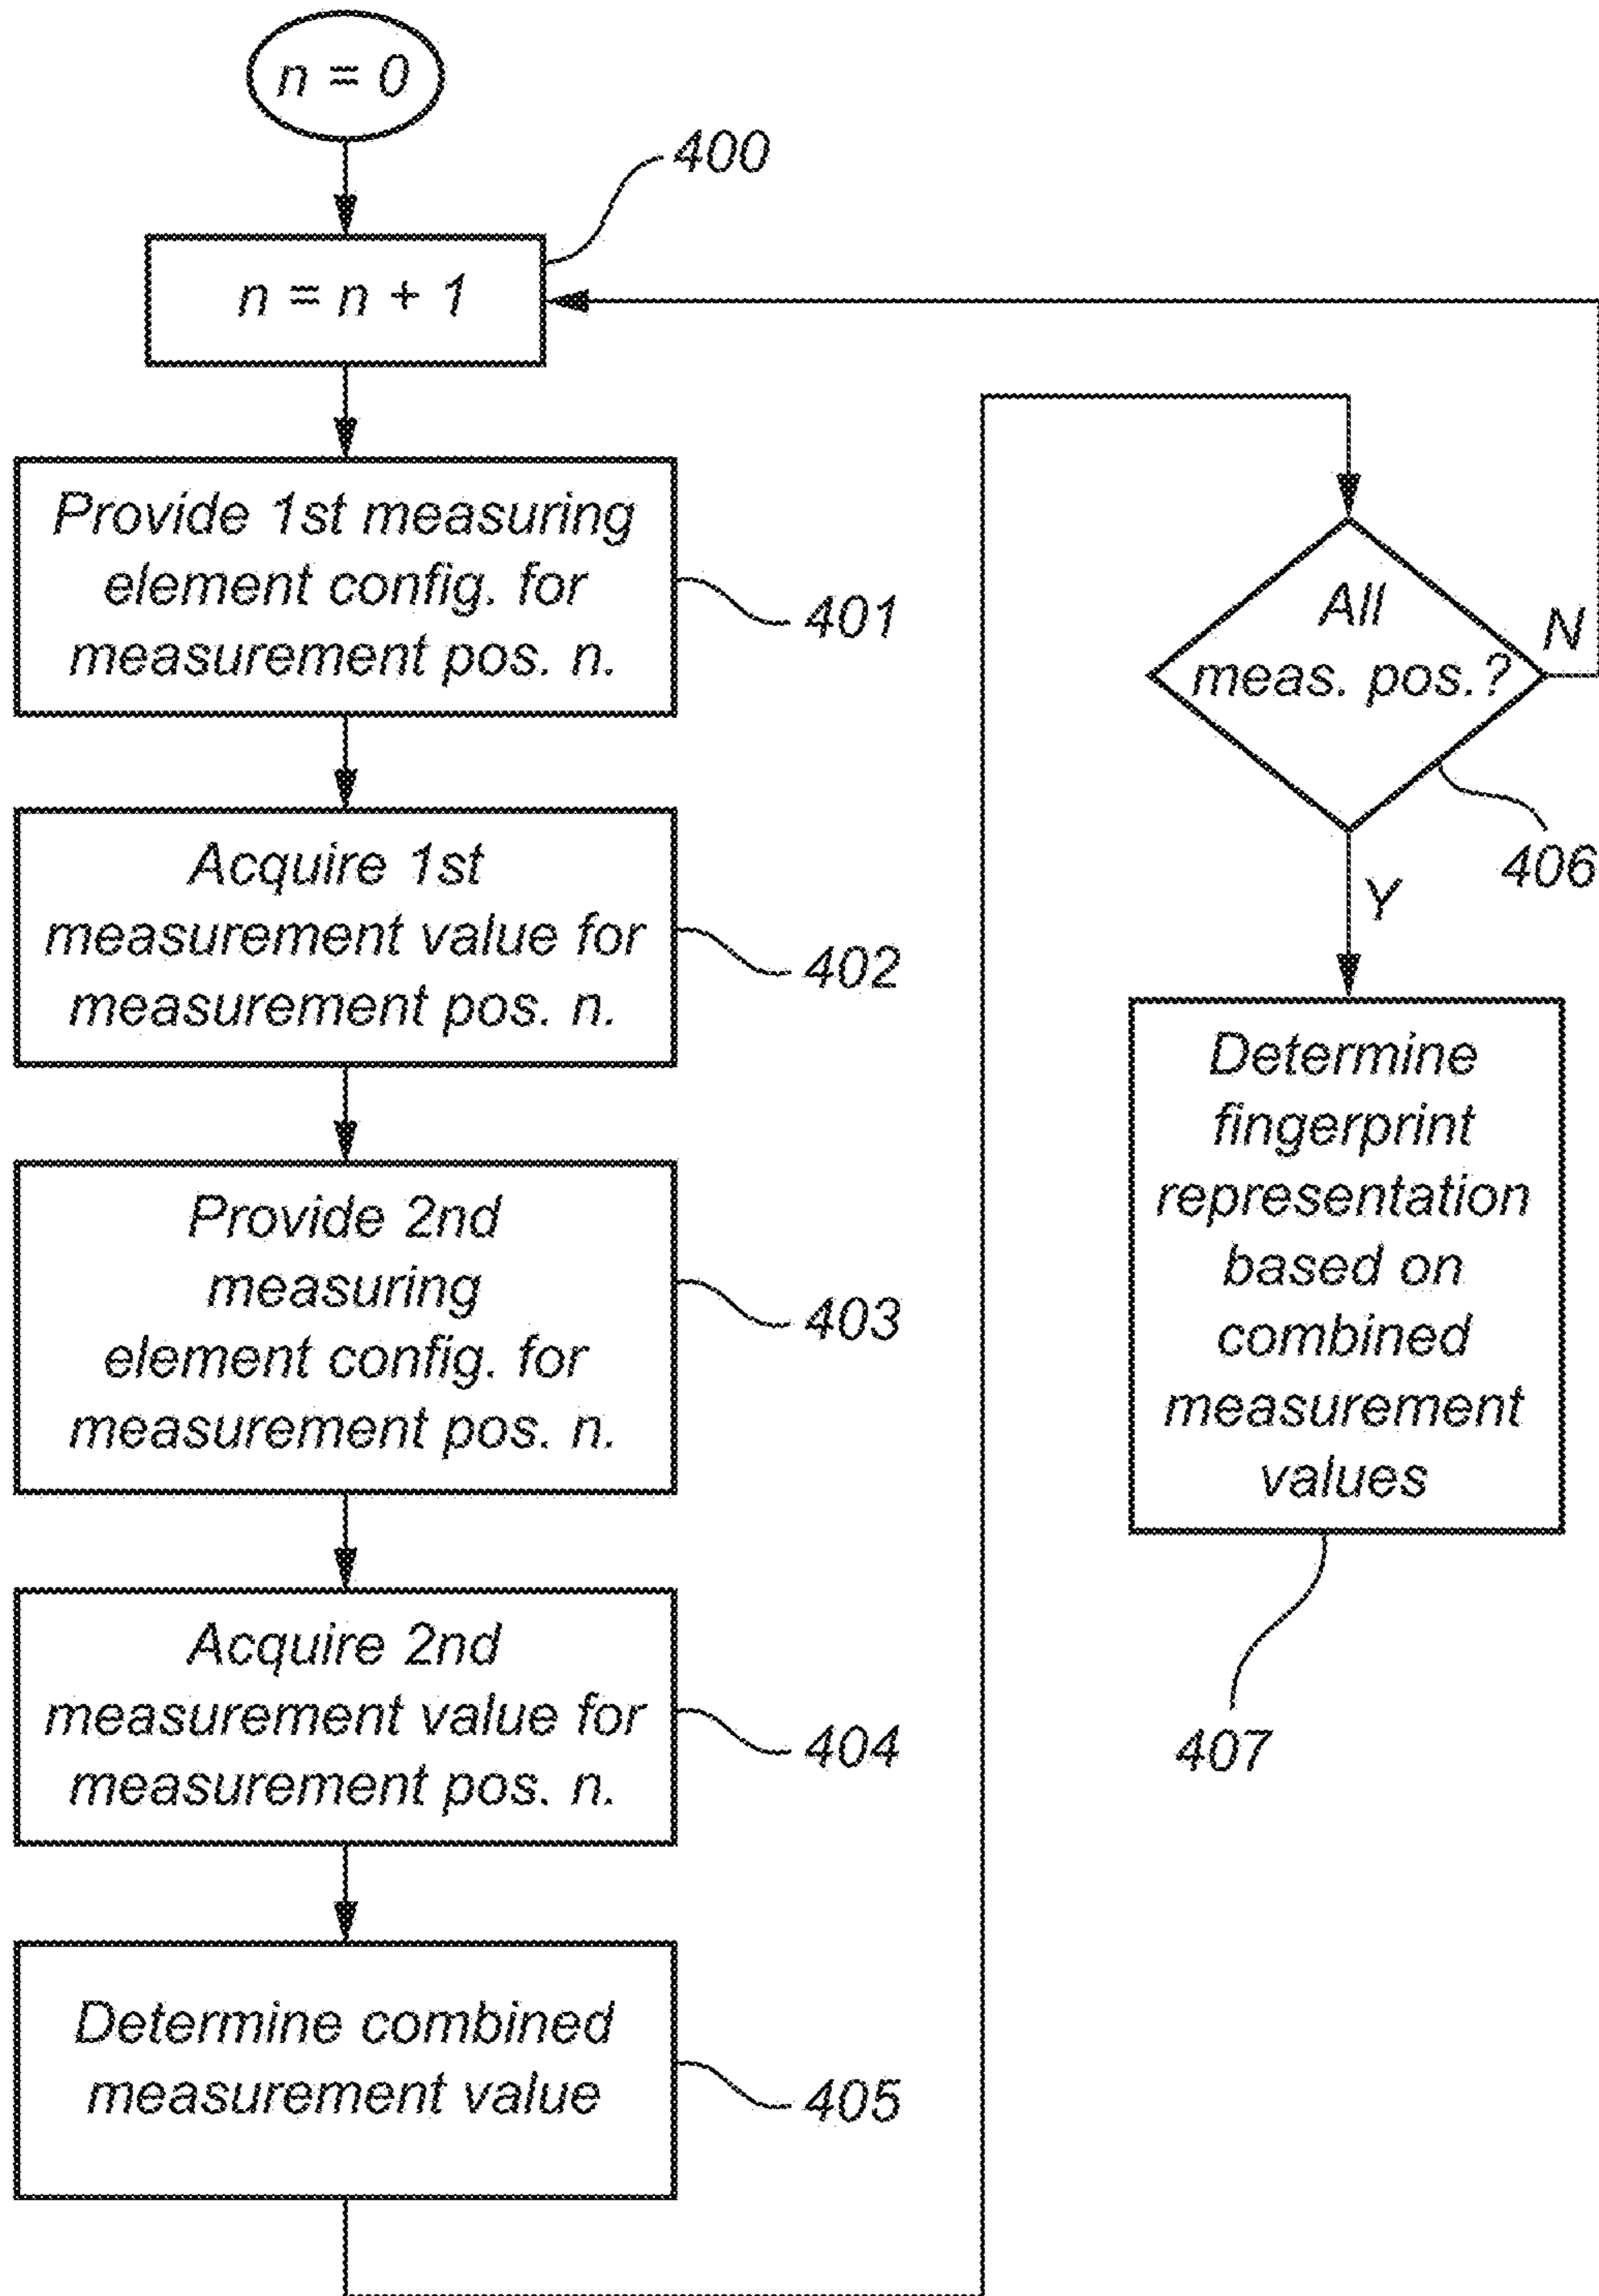 n = 0
400
n = n + 1
Provide 1st measuring
element config. for
measurement pos. n.
401
Acquire 1st
measurement value for
measurement pos. n.
402
Provide 2nd
measuring
element config. for
measurement pos. n.
403
Acquire 2nd
measurement value for
measurement pos. n.
404
Determine combined
measurement value
405
All
meas. pos.?
N
406
Y
Determine
fingerprint
representation
based on
combined
measurement
values
407